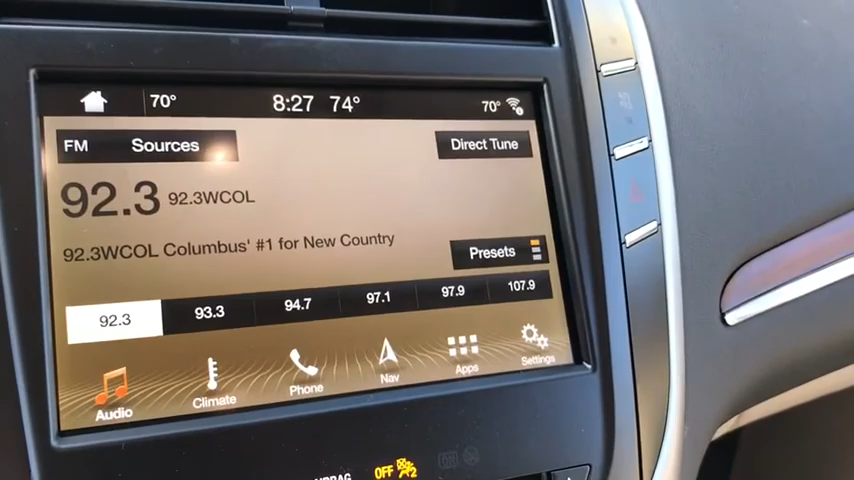 70° 8:27 74° 70°
FM Sources Direct Tune
92.3 92.3WCOL
92.3WCOL Columbus' #1 for New Country
Presets
92.3 93.3 94.7 97.1 97.9 107.9
Audio Climate Phone Nav Apps Settings
OFF 2